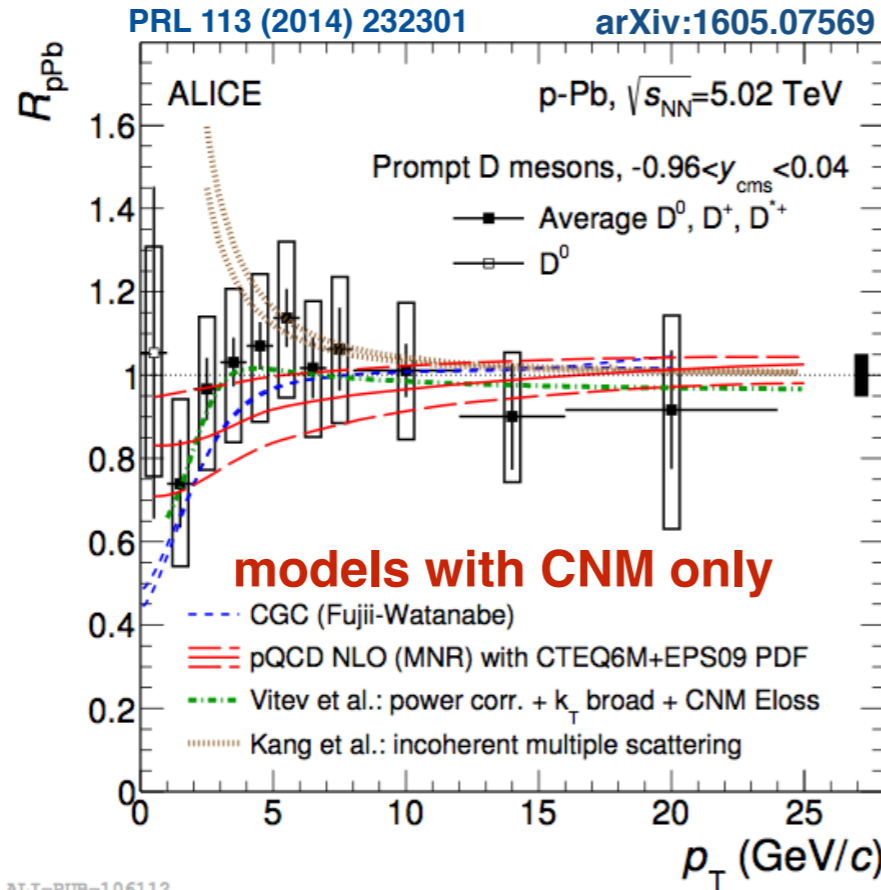 PRL 113 (2014) 232301 arXiv:1605.07569
R_pPb
ALICE p-Pb, √s_NN=5.02 TeV
Prompt D mesons, -0.96<y_cms<0.04
Average D⁰, D⁺, D*⁺
D⁰
1.6
1.4
1.2
1
0.8
0.6
0.4
0.2
0
models with CNM only
CGC (Fujii-Watanabe)
pQCD NLO (MNR) with CTEQ6M+EPS09 PDF
Vitev et al.: power corr. + k_T broad + CNM Eloss
Kang et al.: incoherent multiple scattering
0 5 10 15 20 25
p_T (GeV/c)
ALI-PUB-106112